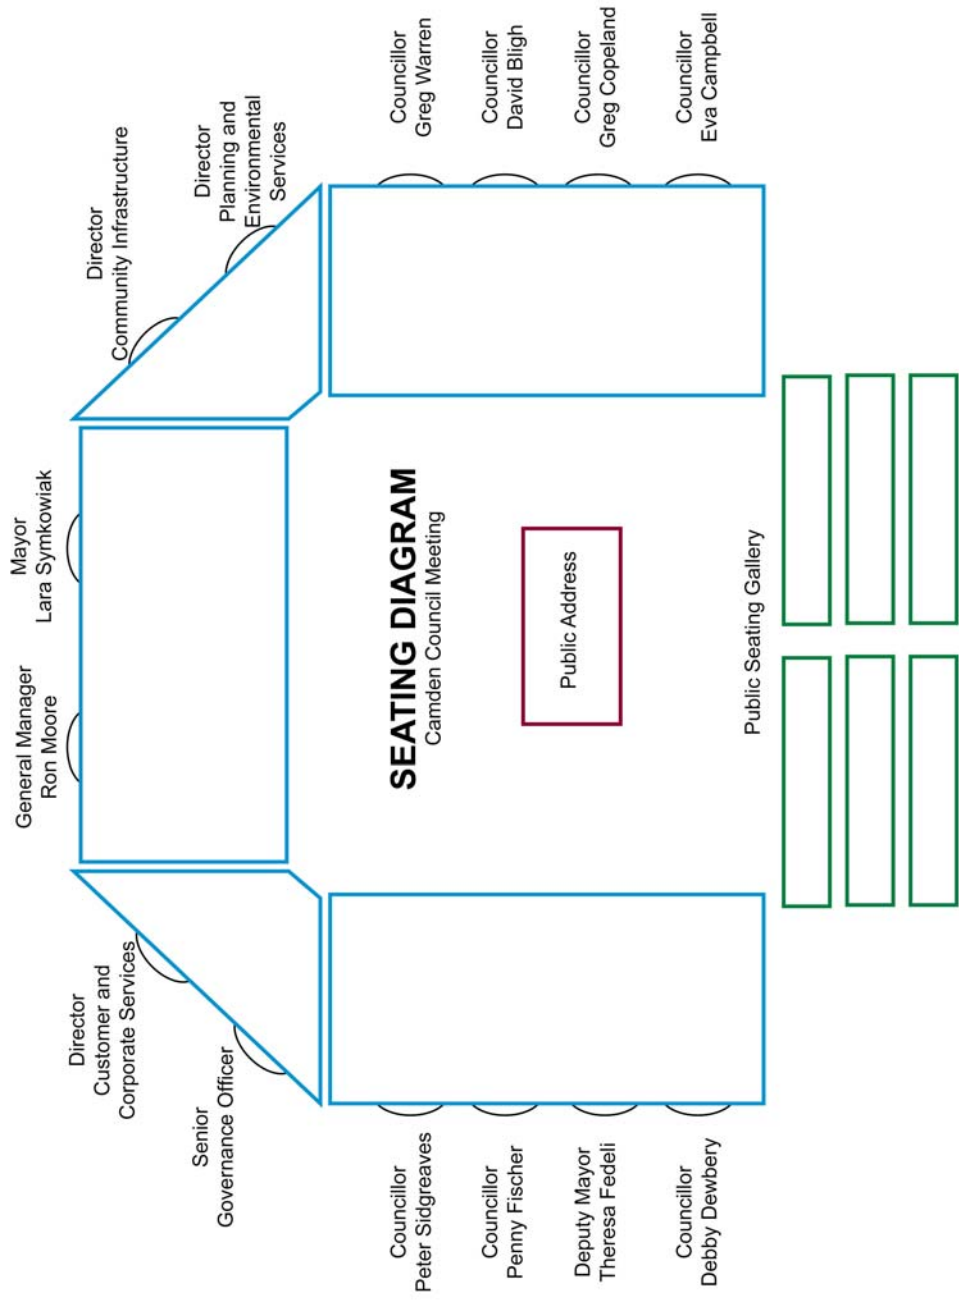 SEATING DIAGRAM
Camden Council Meeting
General Manager
Ron Moore
Mayor
Lara Symkowiak
Director
Customer and
Corporate Services
Senior
Governance Officer
Director
Community Infrastructure
Director
Planning and
Environmental
Services
Councillor
Peter Sidgreaves
Councillor
Penny Fischer
Deputy Mayor
Theresa Fedeli
Councillor
Debby Dewbery
Councillor
Greg Warren
Councillor
David Bligh
Councillor
Greg Copeland
Councillor
Eva Campbell
Public Address
Public Seating Gallery